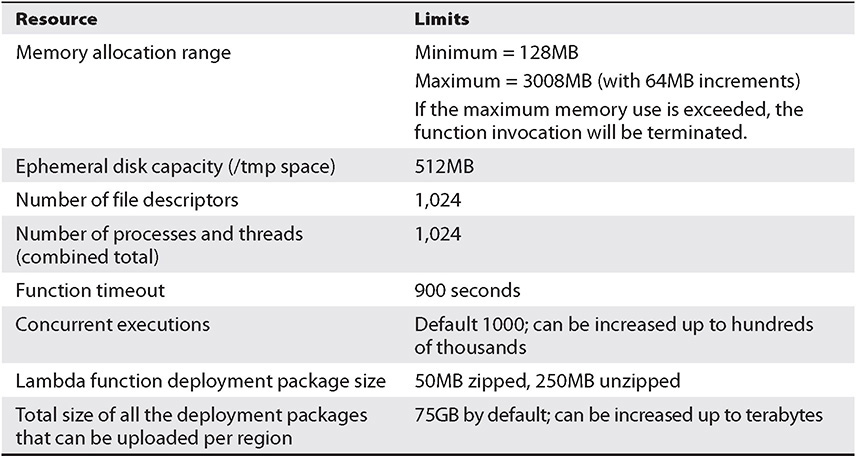 Resource Limits
Memory allocation range Minimum = 128MB
Maximum = 3008MB (with 64MB increments)
If the maximum memory use is exceeded, the
function invocation will be terminated.
Ephemeral disk capacity (/tmp space) 512MB
Number of file descriptors 1,024
Number of processes and threads 1,024
(combined total)
Function timeout 900 seconds
Concurrent executions Default 1000; can be increased up to hundreds
of thousands
Lambda function deployment package size 50MB zipped, 250MB unzipped
Total size of all the deployment packages 75GB by default; can be increased up to terabytes
that can be uploaded per region